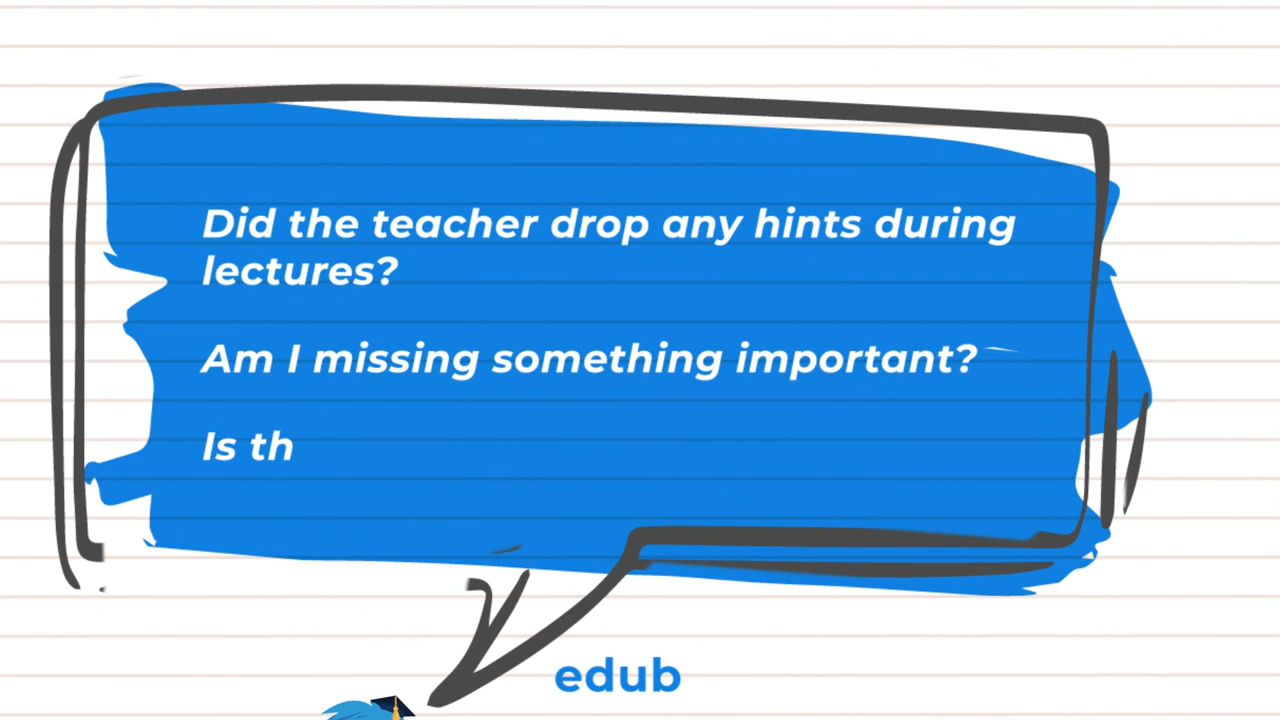 Did the teacher drop any hints during
lectures?
Am I missing something important?
Is th
edub